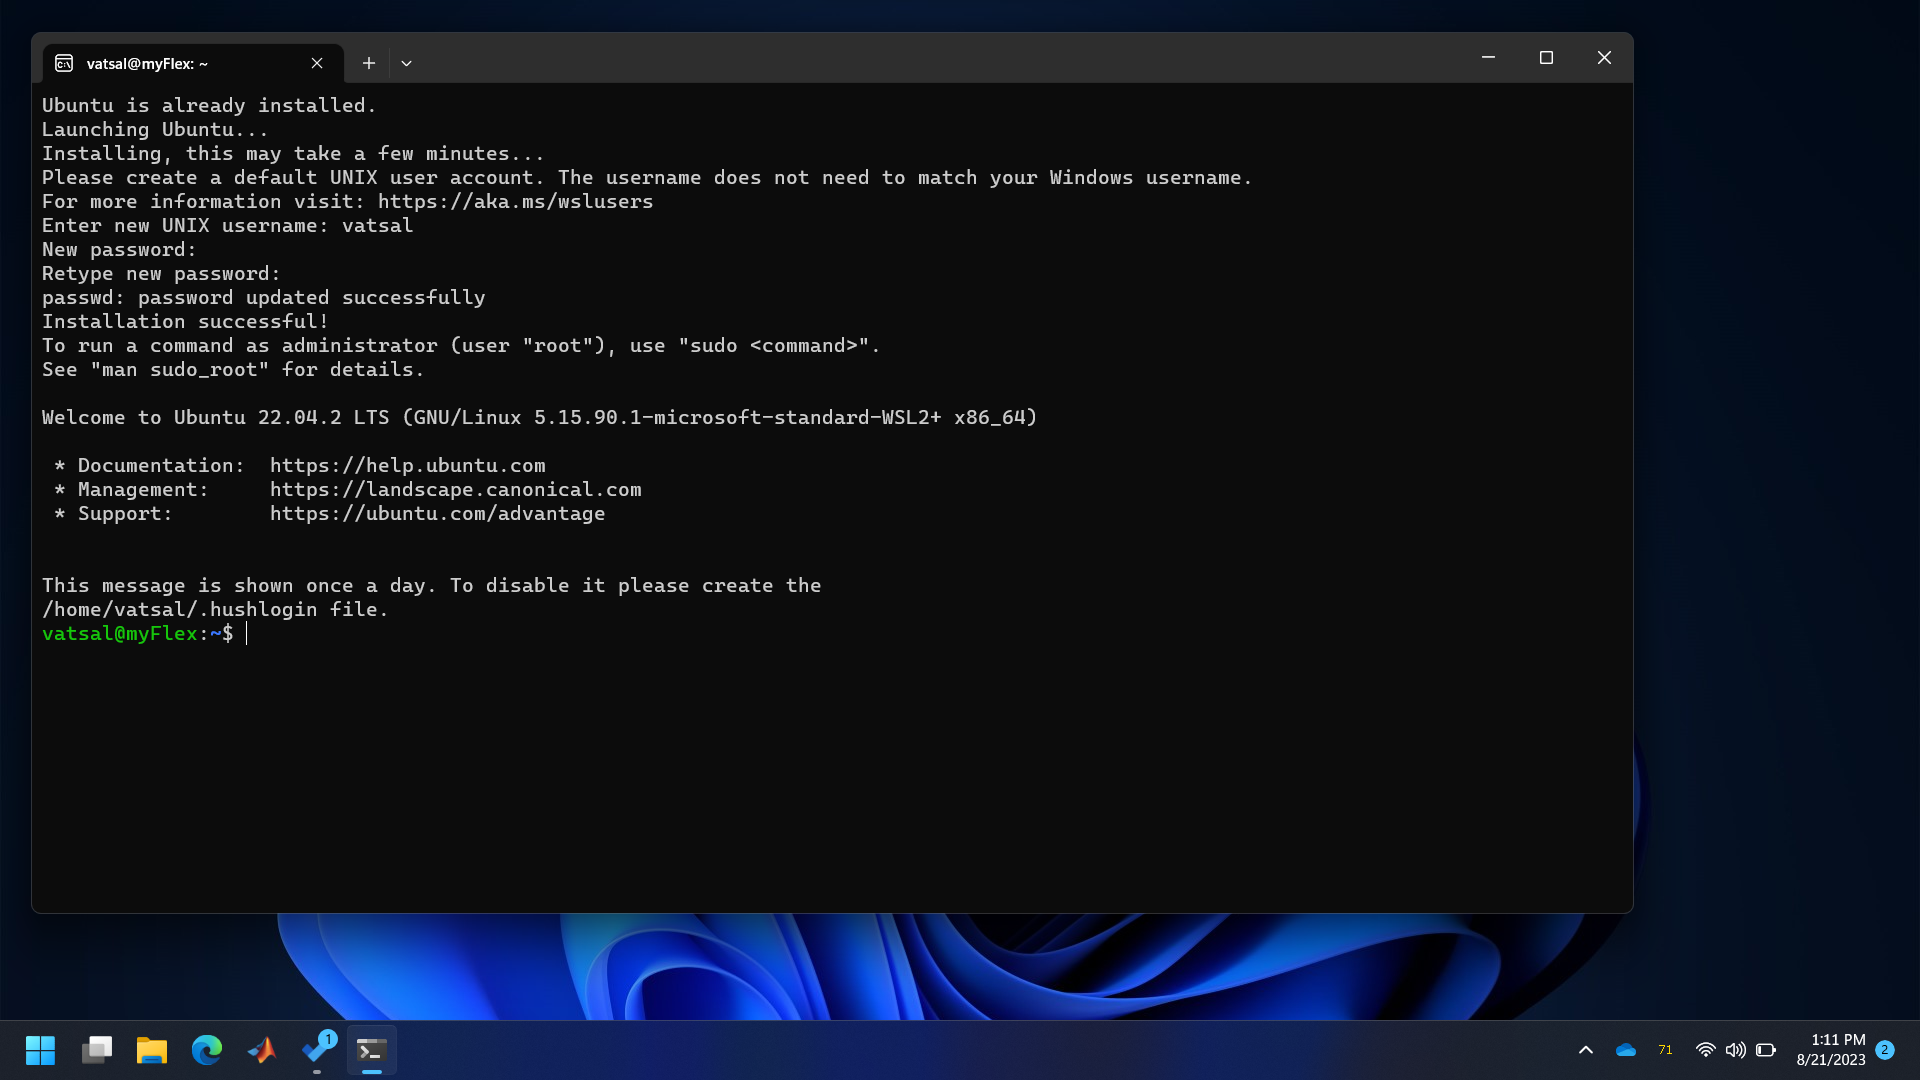 vatsal@myFlex: ~
Ubuntu is already installed.
Launching Ubuntu...
Installing, this may take a few minutes...
Please create a default UNIX user account. The username does not need to match your Windows username.
For more information visit: https://aka.ms/wslusers
Enter new UNIX username: vatsal
New password:
Retype new password:
passwd: password updated successfully
Installation successful!
To run a command as administrator (user "root"), use "sudo <command>".
See "man sudo_root" for details.
Welcome to Ubuntu 22.04.2 LTS (GNU/Linux 5.15.90.1-microsoft-standard-WSL2+ x86_64)
* Documentation:  https://help.ubuntu.com
* Management:     https://landscape.canonical.com
* Support:        https://ubuntu.com/advantage
This message is shown once a day. To disable it please create the
/home/vatsal/.hushlogin file.
vatsal@myFlex:~$
1
71
1:11 PM
8/21/2023
2